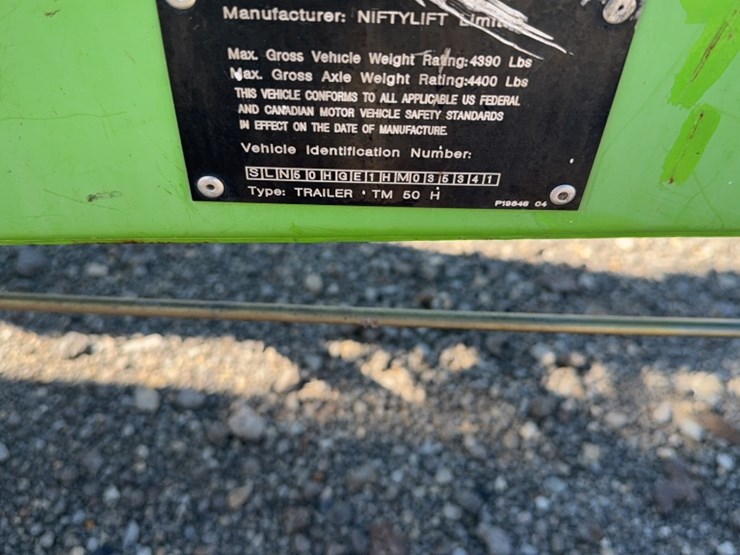 Manufacturer: NIFTYLIFT Limit
Max. Gross Vehicle Weight Rating:4390 Lbs
Max. Gross Axle Weight Rating:4400 Lbs
THIS VEHICLE CONFORMS TO ALL APPLICABLE US FEDERAL
AND CANADIAN MOTOR VEHICLE SAFETY STANDARDS
IN EFFECT ON THE DATE OF MANUFACTURE.
Vehicle Identification Number:
SLN50HGE1HM035341
Type: TRAILER TM 50 H
P19846 04